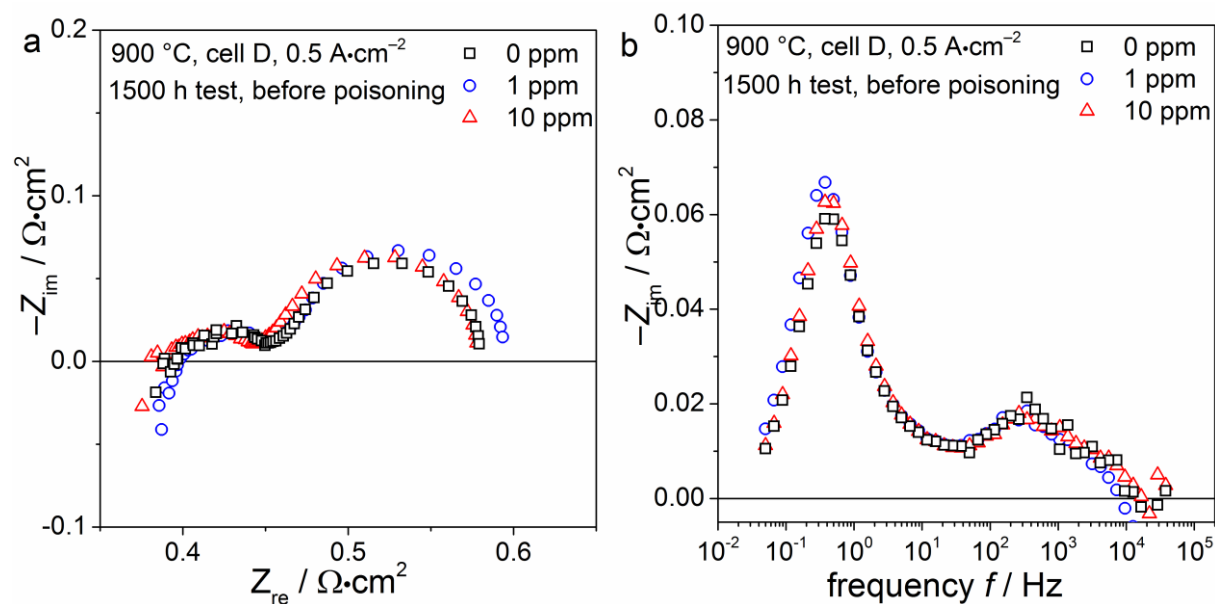 a
900 °C, cell D, 0.5 A•cm⁻²
1500 h test, before poisoning
0 ppm
1 ppm
10 ppm
0.2
0.1
0.0
-0.1
−Z_im / Ω•cm²
0.4
0.5
0.6
Z_re / Ω•cm²
b
900 °C, cell D, 0.5 A•cm⁻²
1500 h test, before poisoning
0 ppm
1 ppm
10 ppm
0.10
0.08
0.06
0.04
0.02
0.00
−Z_im / Ω•cm²
10⁻²
10⁻¹
10⁰
10¹
10²
10³
10⁴
10⁵
frequency f / Hz